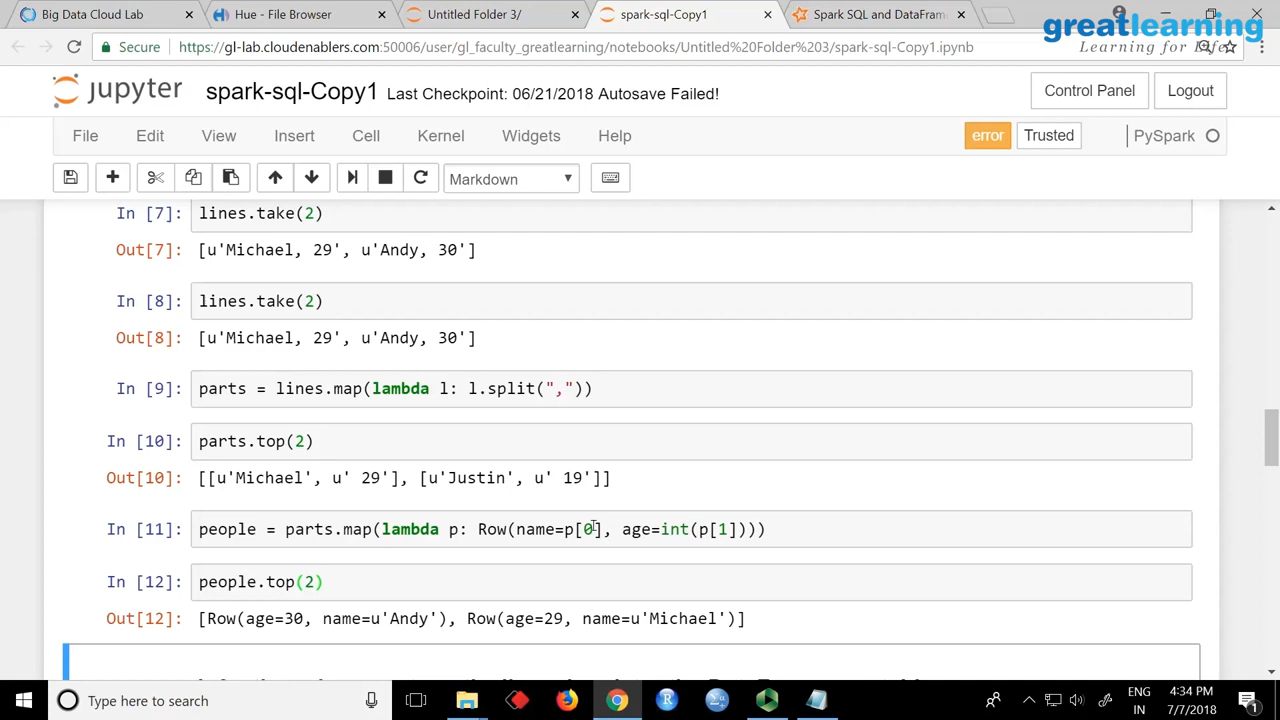 Big Data Cloud Lab
Hue - File Browser
Untitled Folder 3/
spark-sql-Copy1
Spark SQL and DataFram
greatlearning
Learning for Life
Secure
https://gl-lab.cloudenablers.com:50006/user/gl_faculty_greatlearning/notebooks/Untitled%20Folder%203/spark-sql-Copy1.ipynb
jupyter spark-sql-Copy1 Last Checkpoint: 06/21/2018 Autosave Failed!
Control Panel
Logout
File Edit View Insert Cell Kernel Widgets Help
error
Trusted
PySpark
Markdown
In [7]: lines.take(2)
Out[7]: [u'Michael, 29', u'Andy, 30']
In [8]: lines.take(2)
Out[8]: [u'Michael, 29', u'Andy, 30']
In [9]: parts = lines.map(lambda l: l.split(","))
In [10]: parts.top(2)
Out[10]: [[u'Michael', u' 29'], [u'Justin', u' 19']]
In [11]: people = parts.map(lambda p: Row(name=p[0], age=int(p[1])))
In [12]: people.top(2)
Out[12]: [Row(age=30, name=u'Andy'), Row(age=29, name=u'Michael')]
Type here to search
ENG
IN
4:34 PM
7/7/2018
1